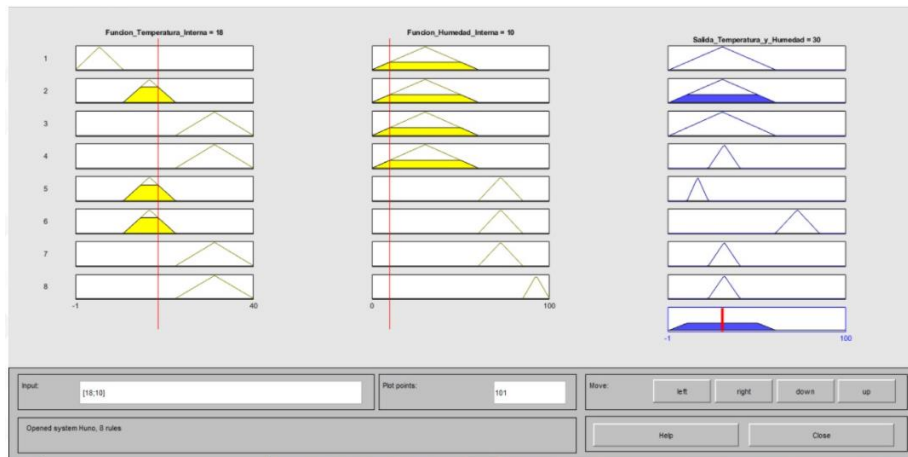 Funcion_Temperatura_Interna = 18
Funcion_Humedad_Interna = 10
Salida_Temperatura_y_Humedad = 30
1
2
3
4
5
6
7
8
-1 40
0 100
-1 100
Input:
[18;10]
Plot points:
101
Move:
left
right
down
up
Opened system Huno, 8 rules
Help
Close